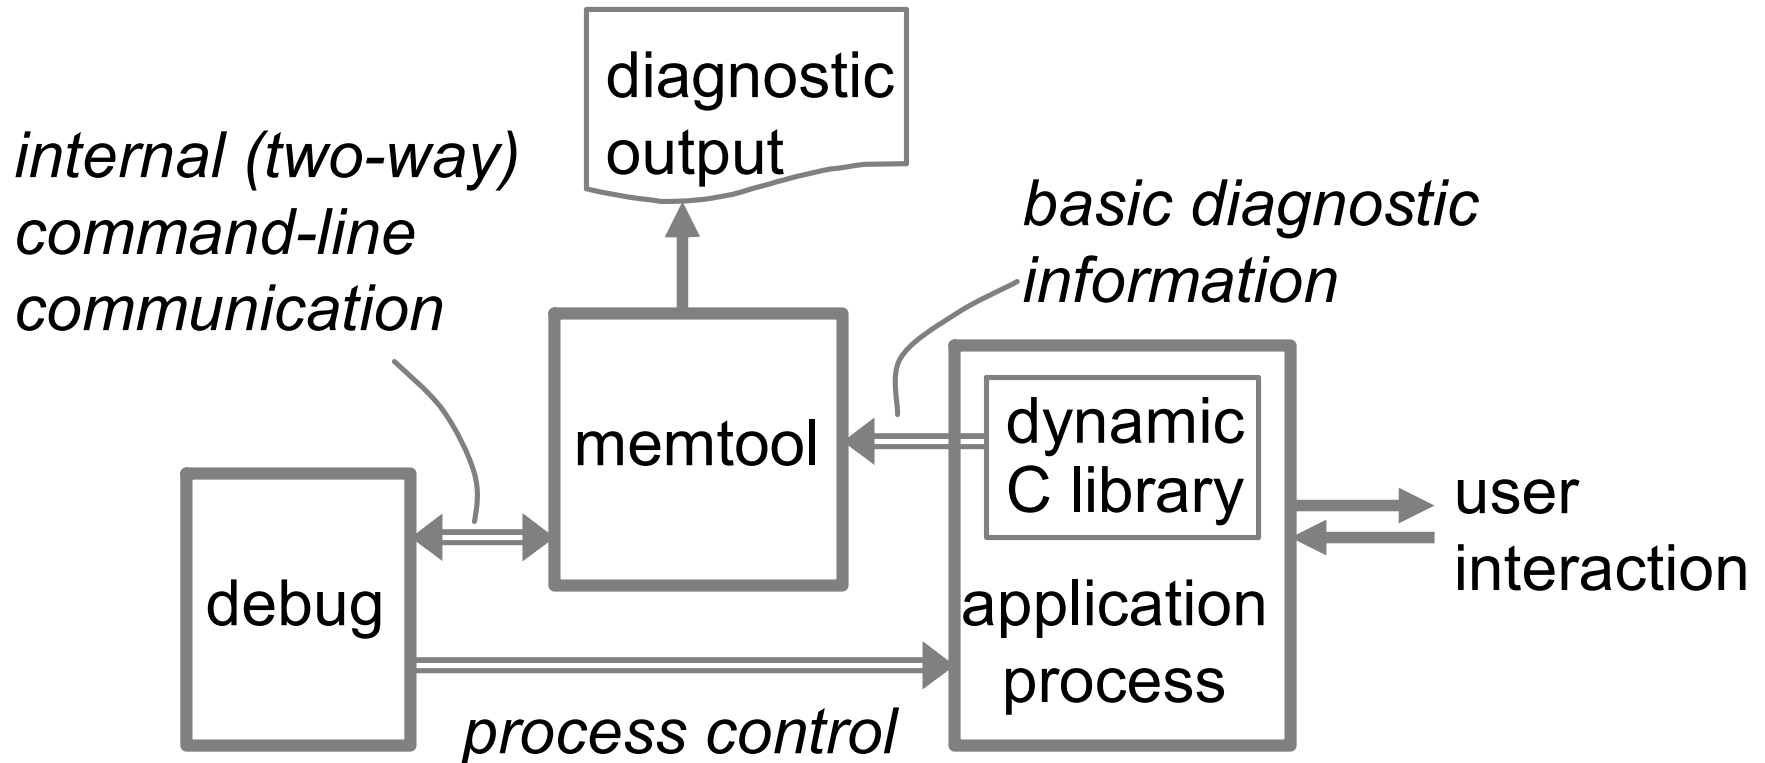 diagnostic
output
internal (two-way)
command-line
communication
basic diagnostic
information
memtool
dynamic
C library
user
interaction
debug
application
process
process control